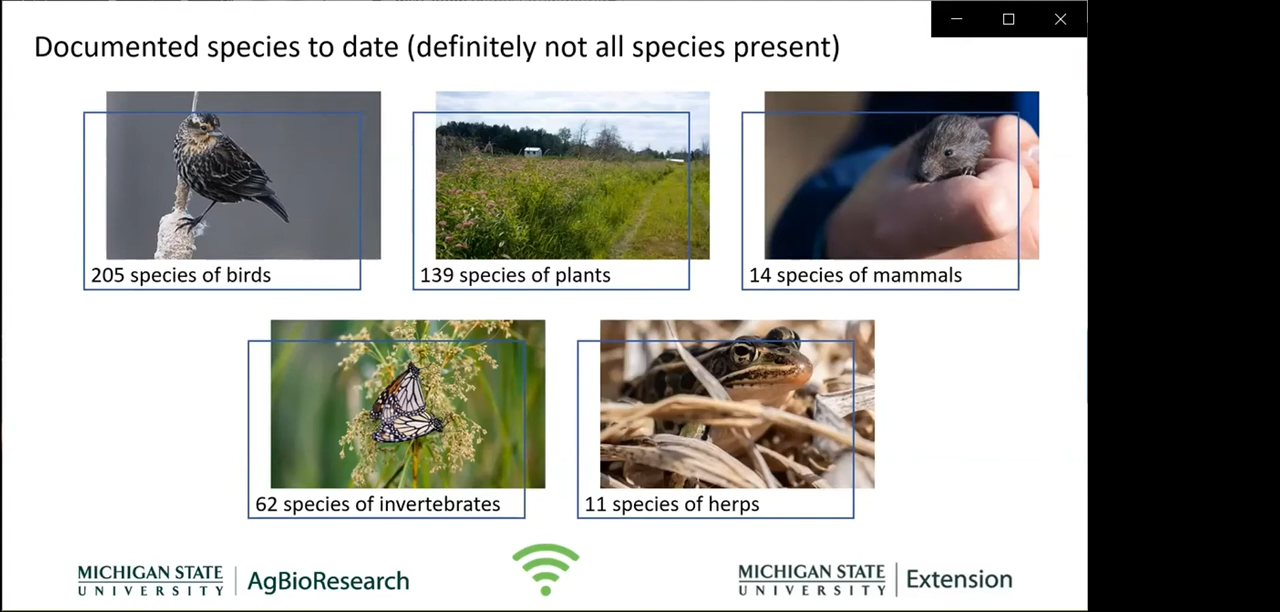 Documented species to date (definitely not all species present)
205 species of birds
139 species of plants
14 species of mammals
62 species of invertebrates
11 species of herps
MICHIGAN STATE
UNIVERSITY
AgBioResearch
MICHIGAN STATE
UNIVERSITY
Extension